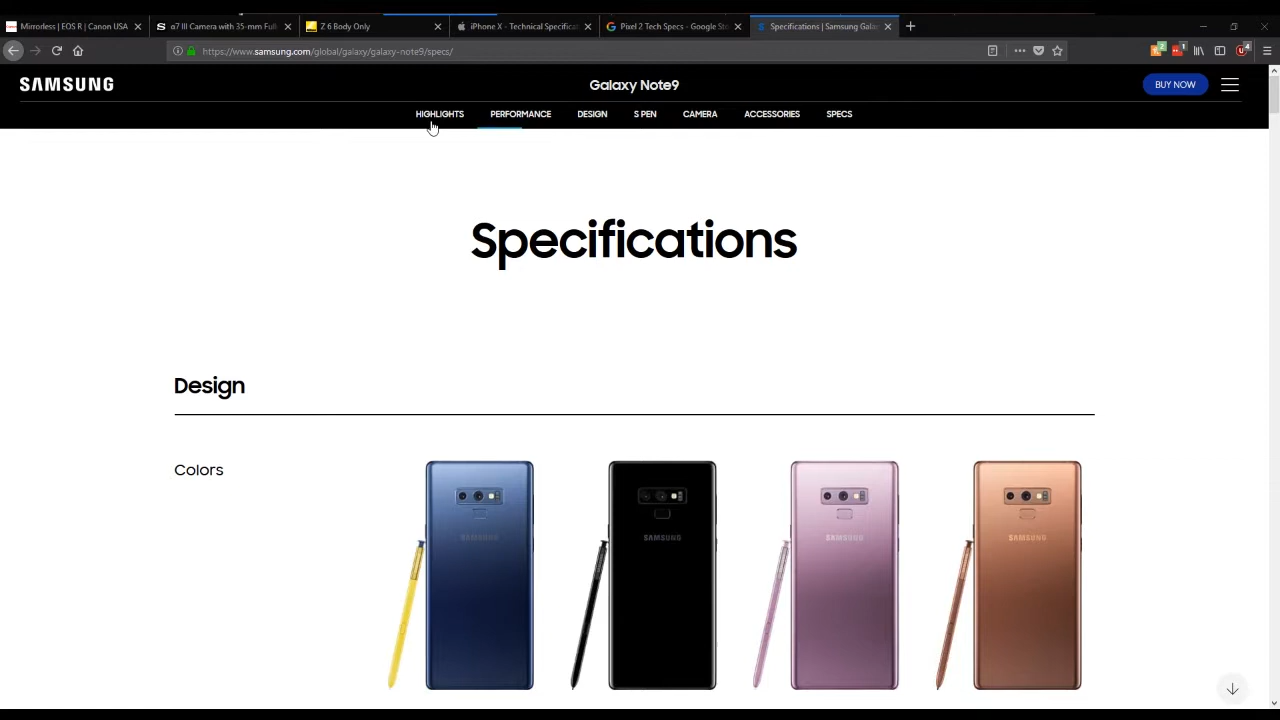 Mirrorless | EOS R | Canon USA
α7 III Camera with 35-mm Full-
Z 6 Body Only
iPhone X - Technical Specificat
Pixel 2 Tech Specs - Google Sto
Specifications | Samsung Gala
https://www.samsung.com/global/galaxy/galaxy-note9/specs/
SAMSUNG
Galaxy Note9
BUY NOW
HIGHLIGHTS
PERFORMANCE
DESIGN
S PEN
CAMERA
ACCESSORIES
SPECS
Specifications
Design
Colors
SAMSUNG
SAMSUNG
SAMSUNG
SAMSUNG